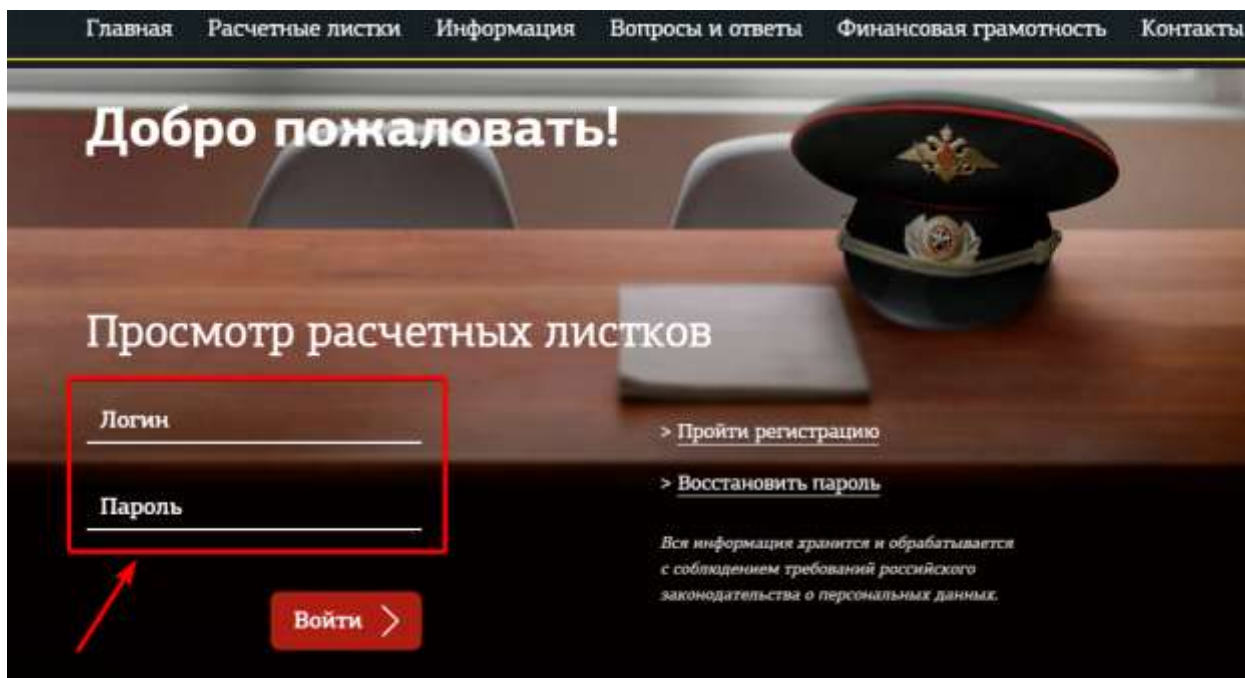 Главная Расчетные листки Информация Вопросы и ответы Финансовая грамотность Контакты
Добро пожаловать!
Просмотр расчетных листков
Логин
Пароль
Войти
> Пройти регистрацию
> Восстановить пароль
Вся информация хранится и обрабатывается
с соблюдением требований российского
законодательства о персональных данных.